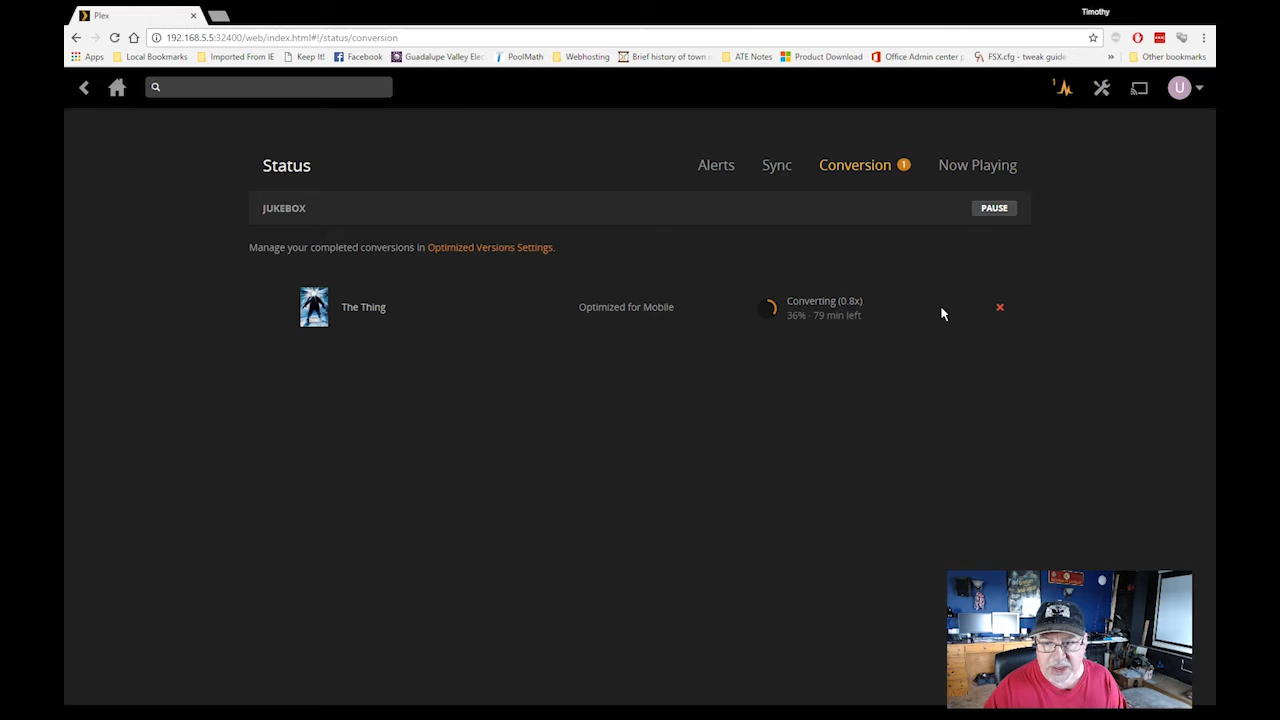 Timothy
Plex
192.168.5.5:32400/web/index.html#!/status/conversion
Apps Local Bookmarks Imported From IE Keep It! Facebook Guadalupe Valley Elec PoolMath Webhosting Brief history of town ATE Notes Product Download Office Admin center FSX.cfg - tweak guide » Other bookmarks
1 U
Status Alerts Sync Conversion 1 Now Playing
JUKEBOX PAUSE
Manage your completed conversions in Optimized Versions Settings.
The Thing Optimized for Mobile Converting (0.8x)
36% · 79 min left